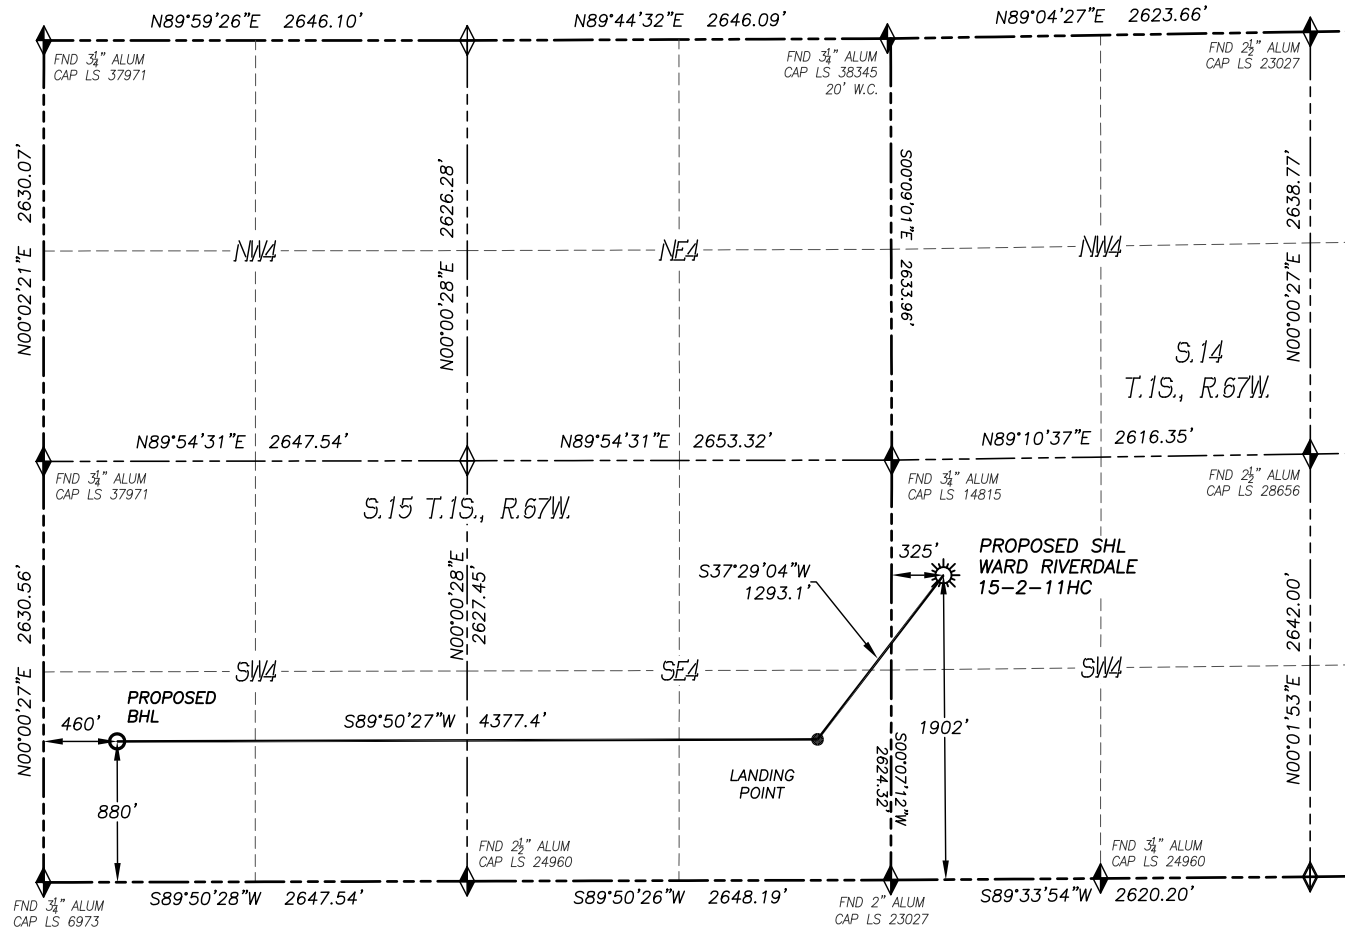 N89°59'26"E 2646.10'
N89°44'32"E 2646.09'
N89°04'27"E 2623.66'
FND 3¼" ALUM
CAP LS 37971
FND 3¼" ALUM
CAP LS 38345
20' W.C.
FND 2½" ALUM
CAP LS 23027
N00°02'21"E 2630.07'
N00°00'28"E 2626.28'
S00°09'01"E 2633.96'
N00°00'27"E 2638.77'
NW4
NE4
NW4
S.14
T.1S., R.67W.
N89°54'31"E 2647.54'
N89°54'31"E 2653.32'
N89°10'37"E 2616.35'
FND 3¼" ALUM
CAP LS 37971
FND 3¼" ALUM
CAP LS 14815
FND 2½" ALUM
CAP LS 28656
S.15 T.1S., R.67W.
N00°00'27"E 2630.56'
N00°00'28"E
2627.45'
S37°29'04"W
1293.1'
325'
PROPOSED SHL
WARD RIVERDALE
15-2-11HC
N00°01'53"E 2642.00'
SW4
SE4
SW4
PROPOSED
BHL
460'
S89°50'27"W 4377.4'
1902'
S00°07'12"W
2624.32'
LANDING
POINT
880'
FND 2½" ALUM
CAP LS 24960
FND 3¼" ALUM
CAP LS 24960
S89°50'28"W 2647.54'
S89°50'26"W 2648.19'
S89°33'54"W 2620.20'
FND 3¼" ALUM
CAP LS 6973
FND 2" ALUM
CAP LS 23027